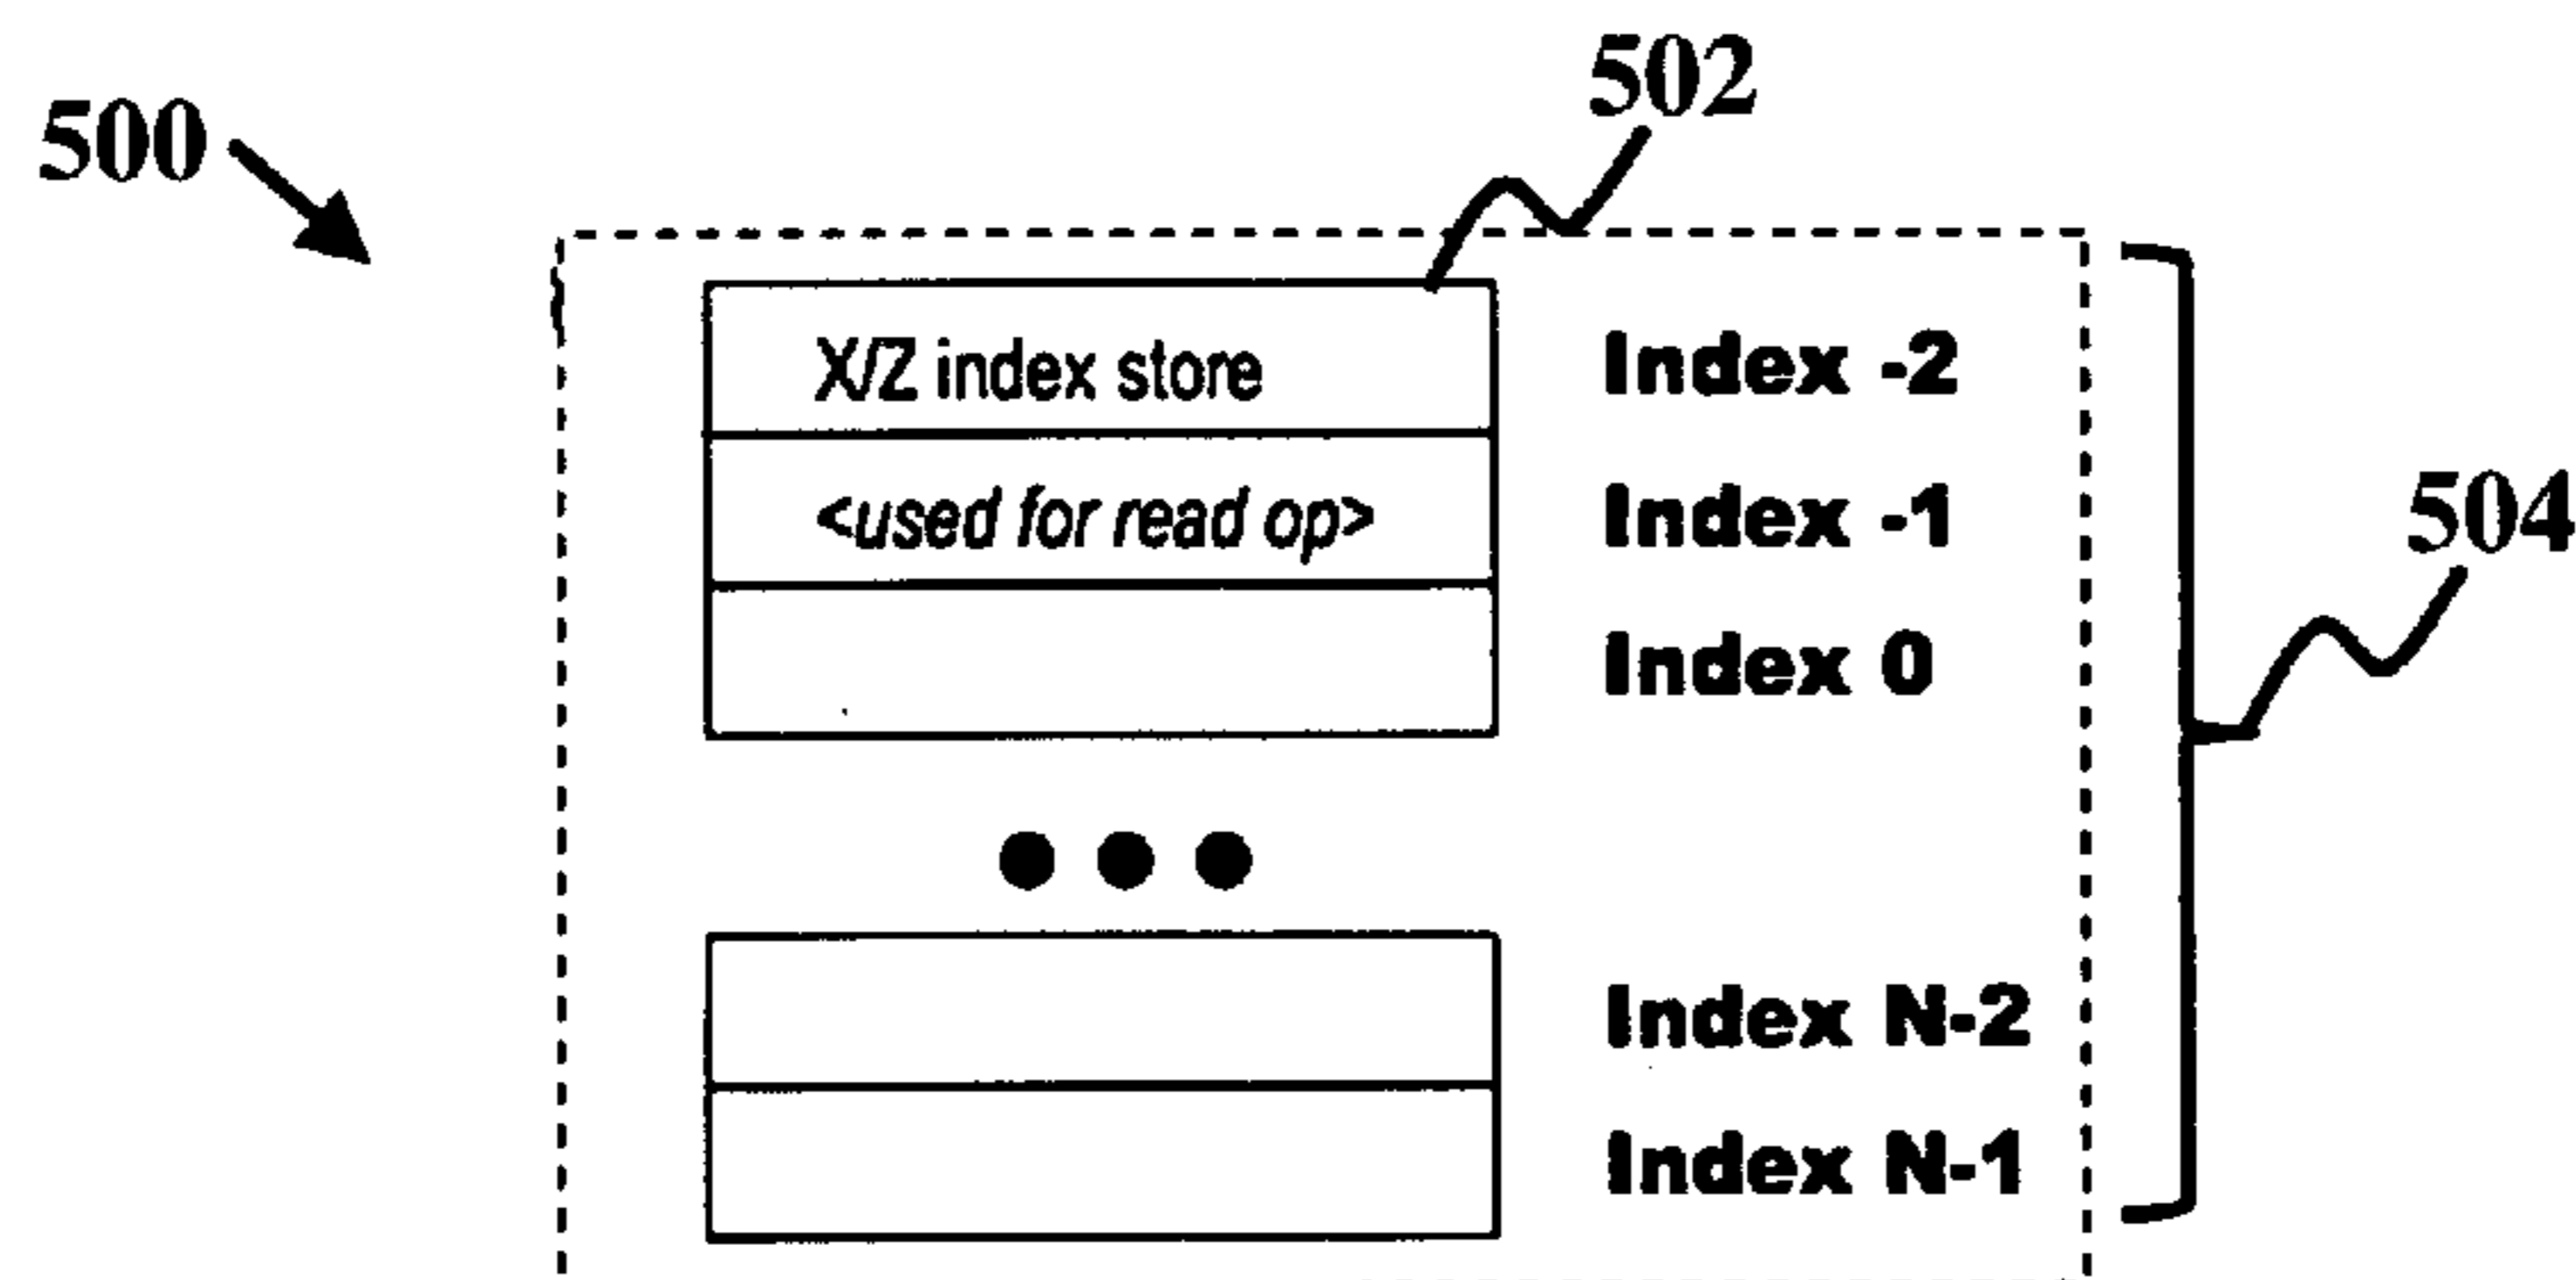 502
500
X/Z index store Index -2
<used for read op> Index -1
504
Index 0
Index N-2
Index N-1